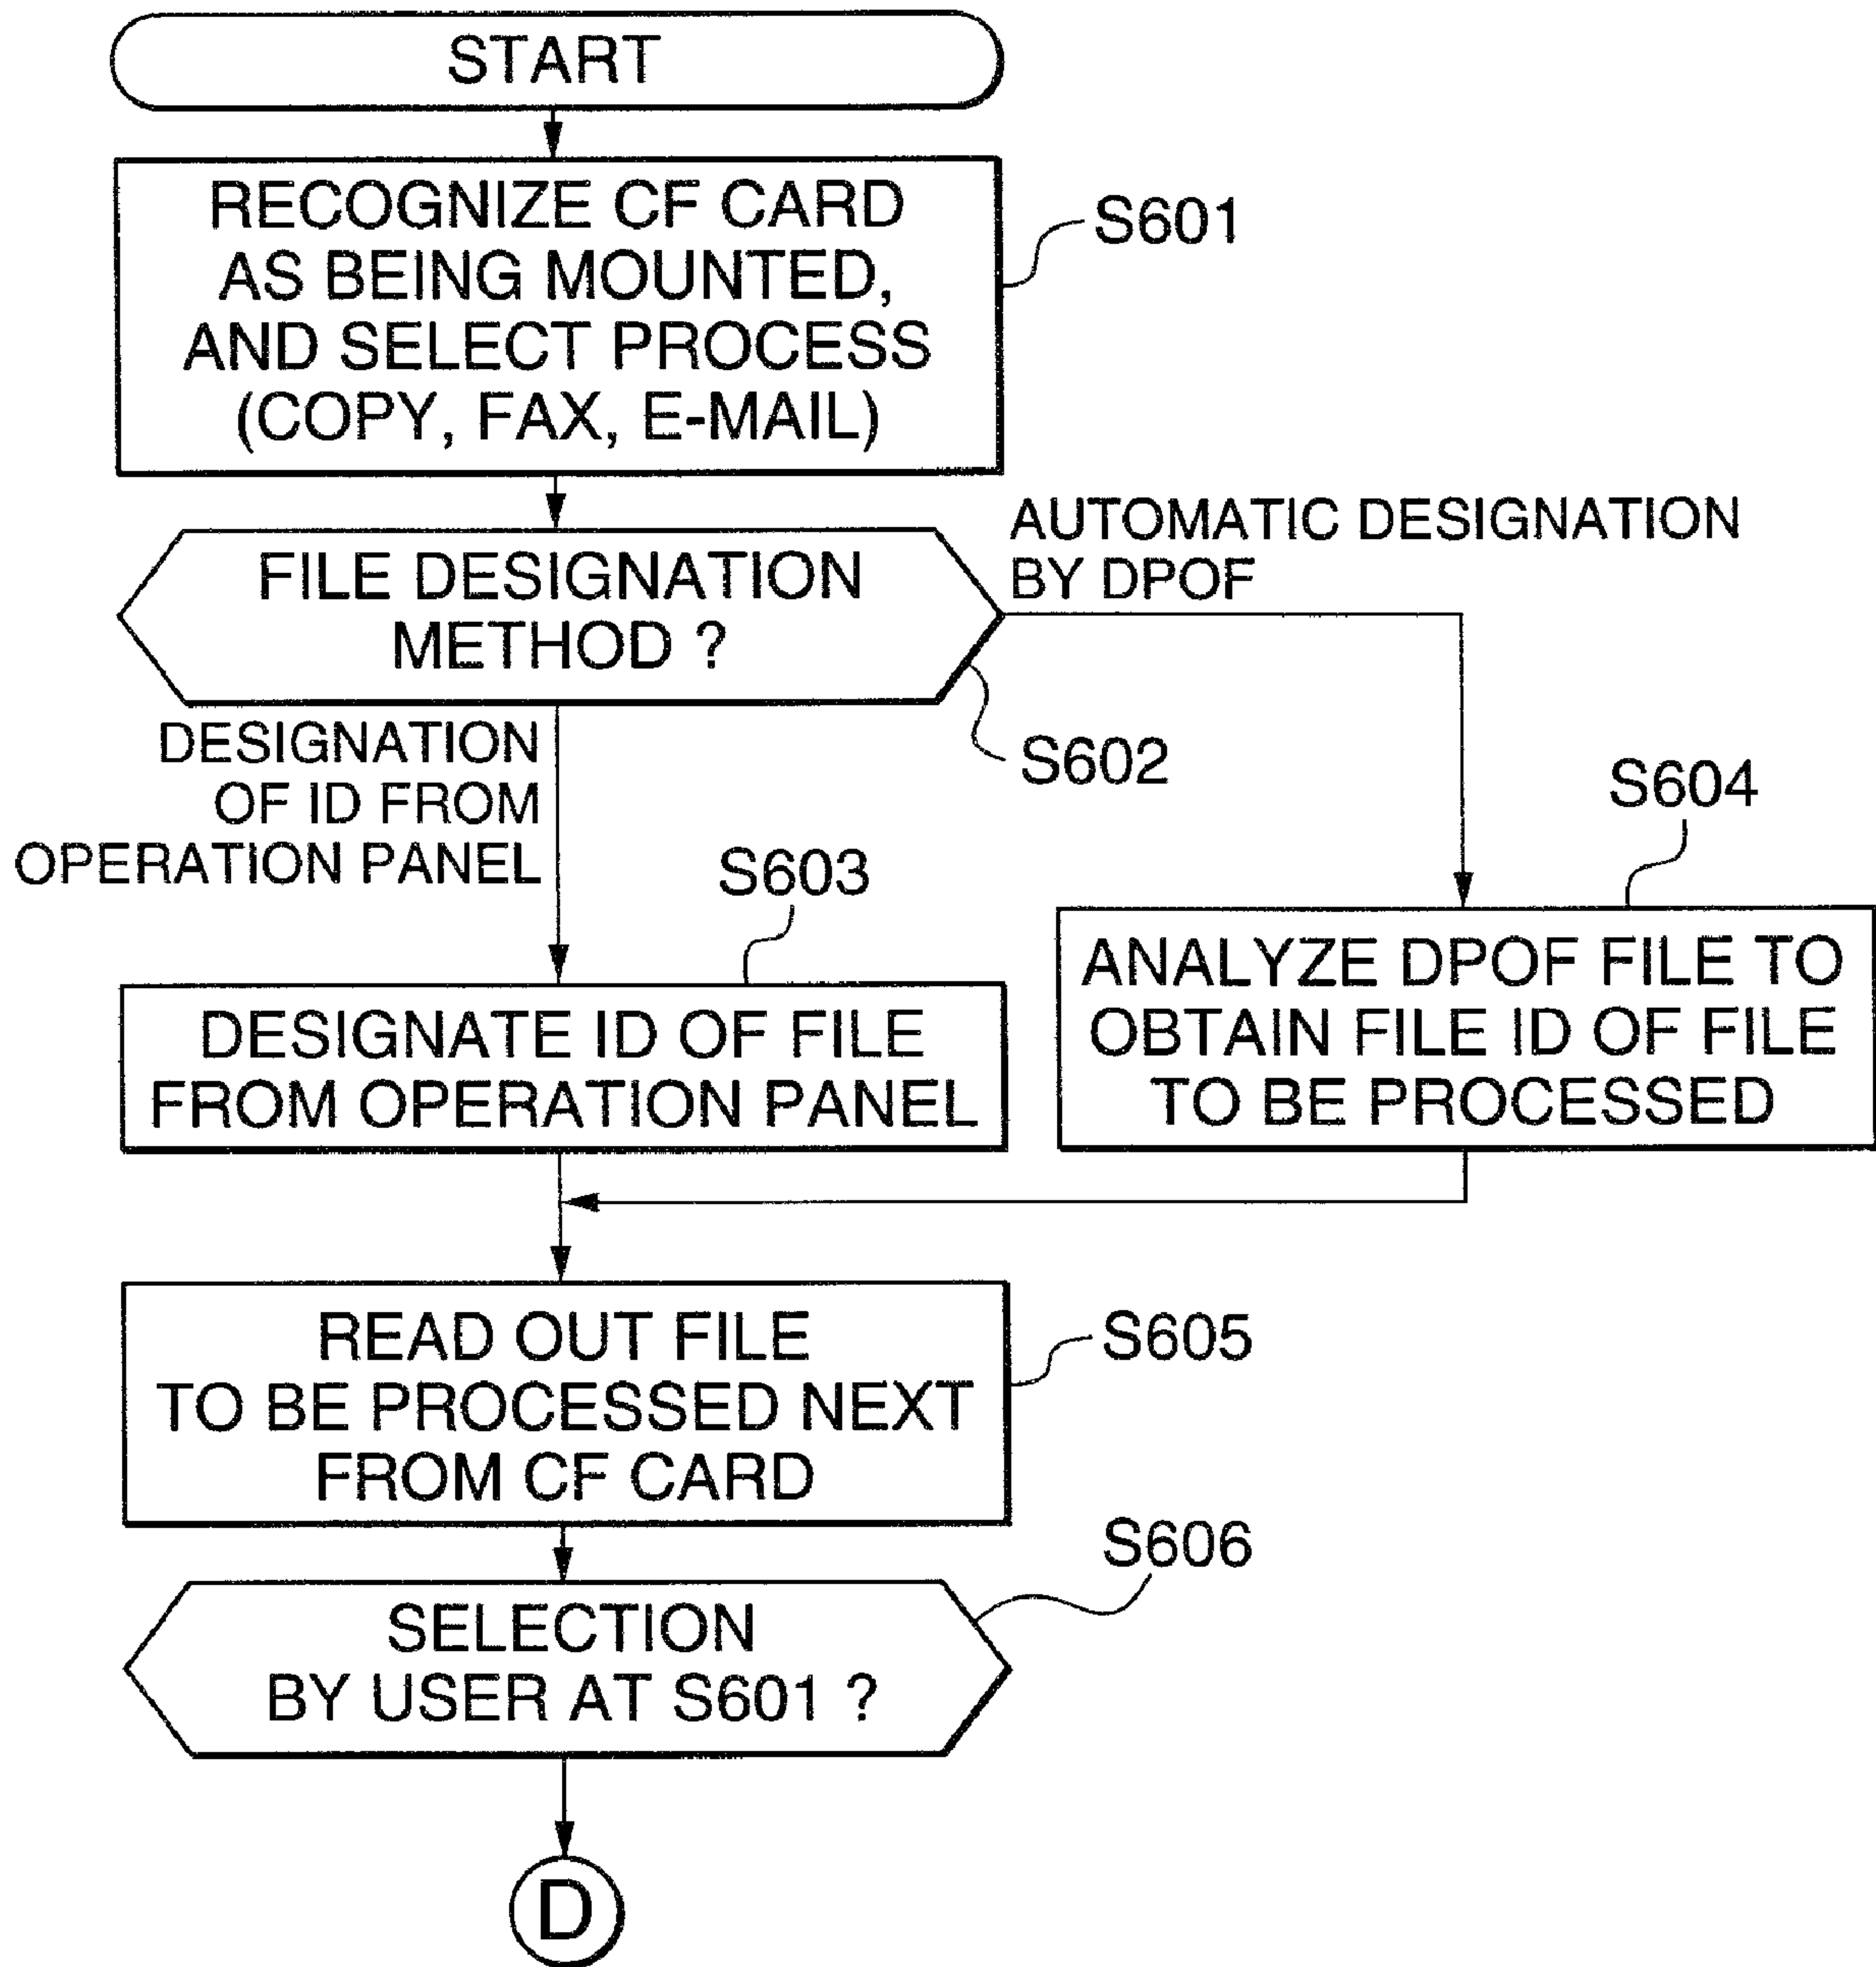 START
RECOGNIZE CF CARD
AS BEING MOUNTED,
AND SELECT PROCESS
(COPY, FAX, E-MAIL)
S601
FILE DESIGNATION
METHOD ?
AUTOMATIC DESIGNATION
BY DPOF
S602
DESIGNATION
OF ID FROM
OPERATION PANEL
S603
DESIGNATE ID OF FILE
FROM OPERATION PANEL
S604
ANALYZE DPOF FILE TO
OBTAIN FILE ID OF FILE
TO BE PROCESSED
READ OUT FILE
TO BE PROCESSED NEXT
FROM CF CARD
S605
S606
SELECTION
BY USER AT S601 ?
D